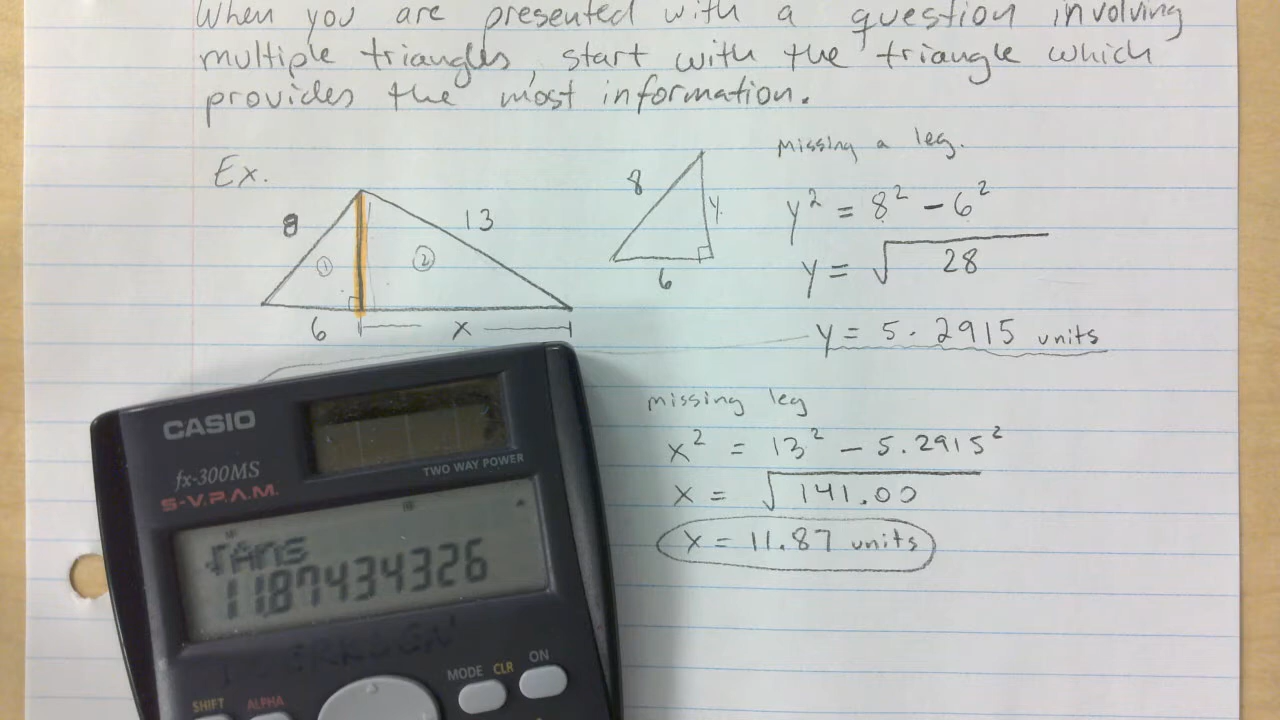 When you are presented with a question involving
multiple triangles, start with the triangle which
provides the most information.
Ex.
8
13
①
②
6
x
8
y
6
Missing a leg.
y² = 8² - 6²
y = √28
y = 5.2915 units
missing leg
x² = 13² - 5.2915²
x = √141.00
x = 11.87 units
CASIO
fx-300MS
S-V.P.A.M.
TWO WAY POWER
√Ans
11.87434326
SHIFT
ALPHA
MODE CLR
ON